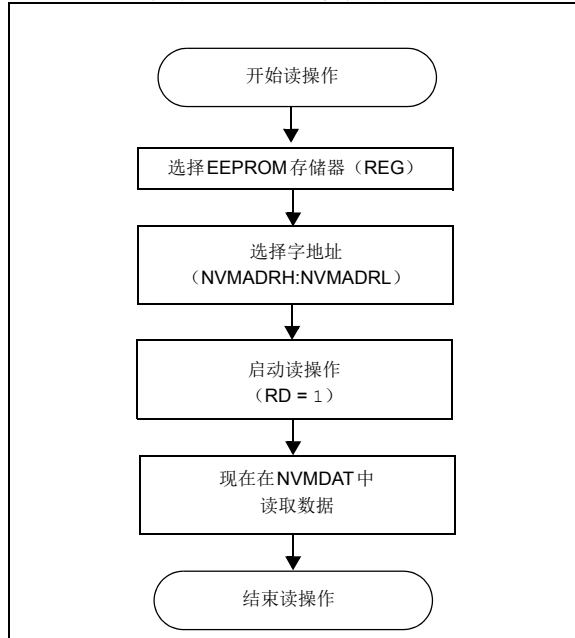 开始读操作
选择EEPROM存储器（REG）
选择字地址
（NVMADRH:NVMADRL）
启动读操作
（RD = 1）
现在在NVMDAT中
读取数据
结束读操作